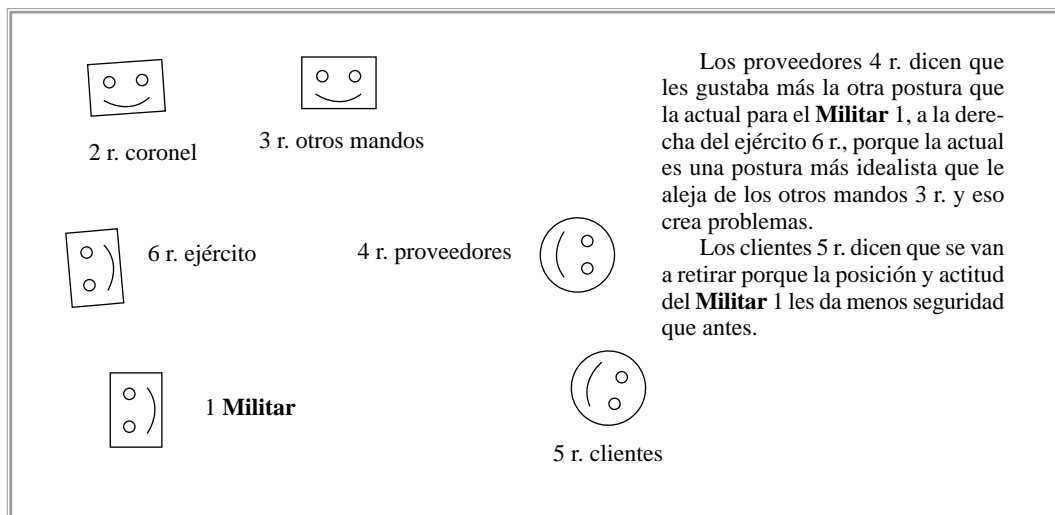 2 r. coronel
3 r. otros mandos
6 r. ejército
4 r. proveedores
1 Militar
5 r. clientes
Los proveedores 4 r. dicen que
les gustaba más la otra postura que
la actual para el Militar 1, a la dere-
cha del ejército 6 r., porque la actual
es una postura más idealista que le
aleja de los otros mandos 3 r. y eso
crea problemas.
Los clientes 5 r. dicen que se van
a retirar porque la posición y actitud
del Militar 1 les da menos seguridad
que antes.